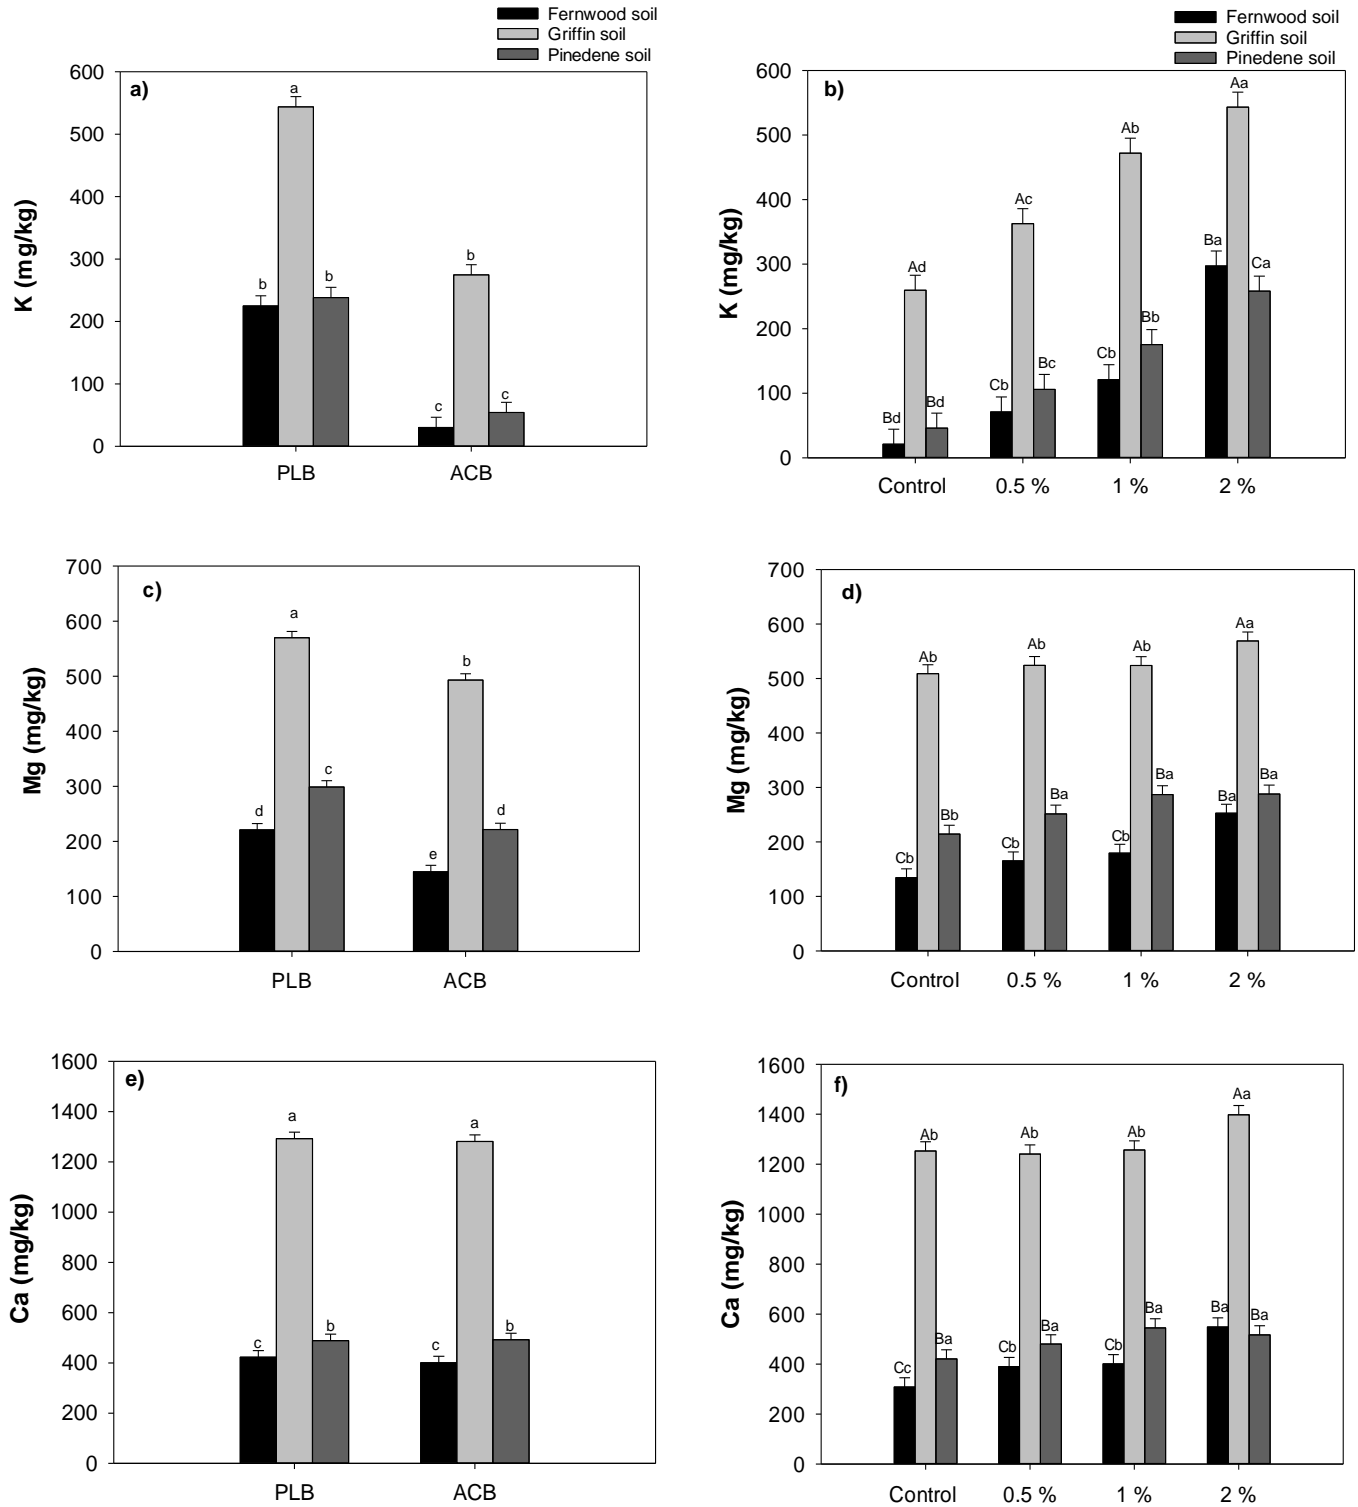 Fernwood soil
Griffin soil
Pinedene soil
a)
K (mg/kg)
600
500
400
300
200
100
0
a
b
b
b
c
c
PLB ACB
Fernwood soil
Griffin soil
Pinedene soil
b)
K (mg/kg)
600
500
400
300
200
100
0
Bd Ad Bd
Cb Ac Bc
Cb Ab Bb
Ba Aa Ca
Control 0.5 % 1 % 2 %
c)
Mg (mg/kg)
700
600
500
400
300
200
100
0
d a c
e b d
PLB ACB
d)
Mg (mg/kg)
700
600
500
400
300
200
100
0
Cb Ab Bb
Cb Ab Ba
Cb Ab Ba
Ba Aa Ba
Control 0.5 % 1 % 2 %
e)
Ca (mg/kg)
1600
1400
1200
1000
800
600
400
200
0
c a b
c a b
PLB ACB
f)
Ca (mg/kg)
1600
1400
1200
1000
800
600
400
200
0
Cc Ab Ba
Cb Ab Ba
Cb Ab Ba
Ba Aa Ba
Control 0.5 % 1 % 2 %